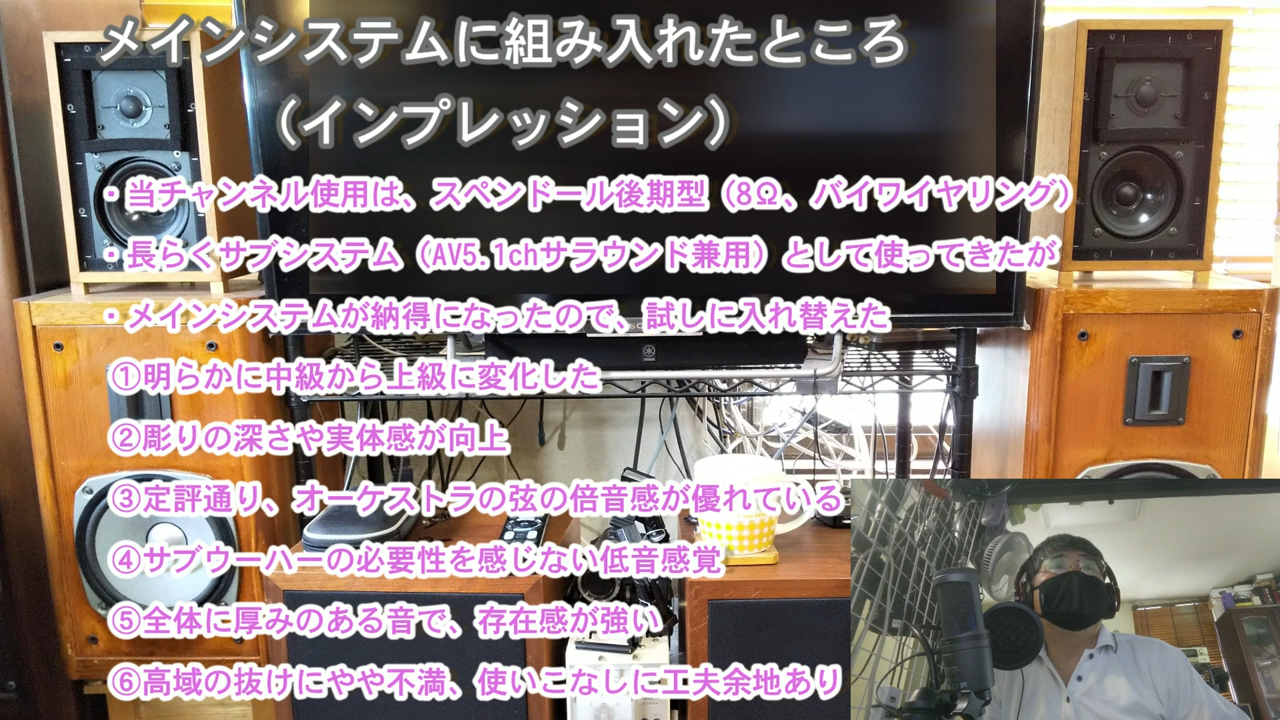 メインシステムに組み入れたところ
（インプレッション）
・当チャンネル使用は、スペンドール後期型（8Ω、バイワイヤリング）
・長らくサブシステム（AV5.1chサラウンド兼用）として使ってきたが
・メインシステムが納得になったので、試しに入れ替えた
①明らかに中級から上級に変化した
②彫りの深さや実体感が向上
③定評通り、オーケストラの弦の倍音感が優れている
④サブウーハーの必要性を感じない低音感覚
⑤全体に厚みのある音で、存在感が強い
⑥高域の抜けにやや不満、使いこなしに工夫余地あり